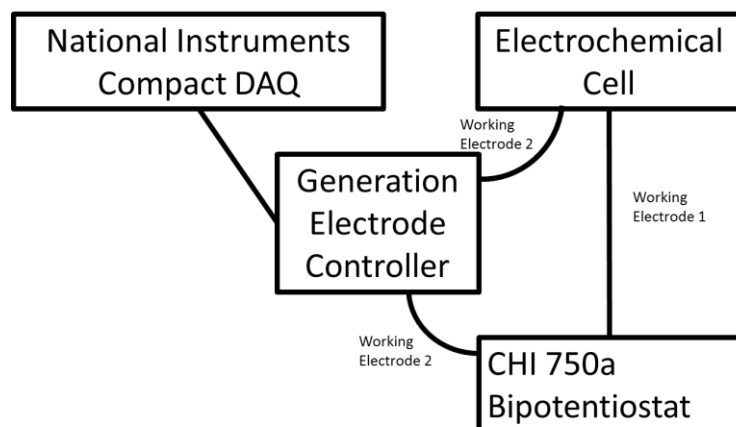 National Instruments
Compact DAQ
Electrochemical
Cell
Working
Electrode 2
Generation
Electrode
Controller
Working
Electrode 1
Working
Electrode 2
CHI 750a
Bipotentiostat